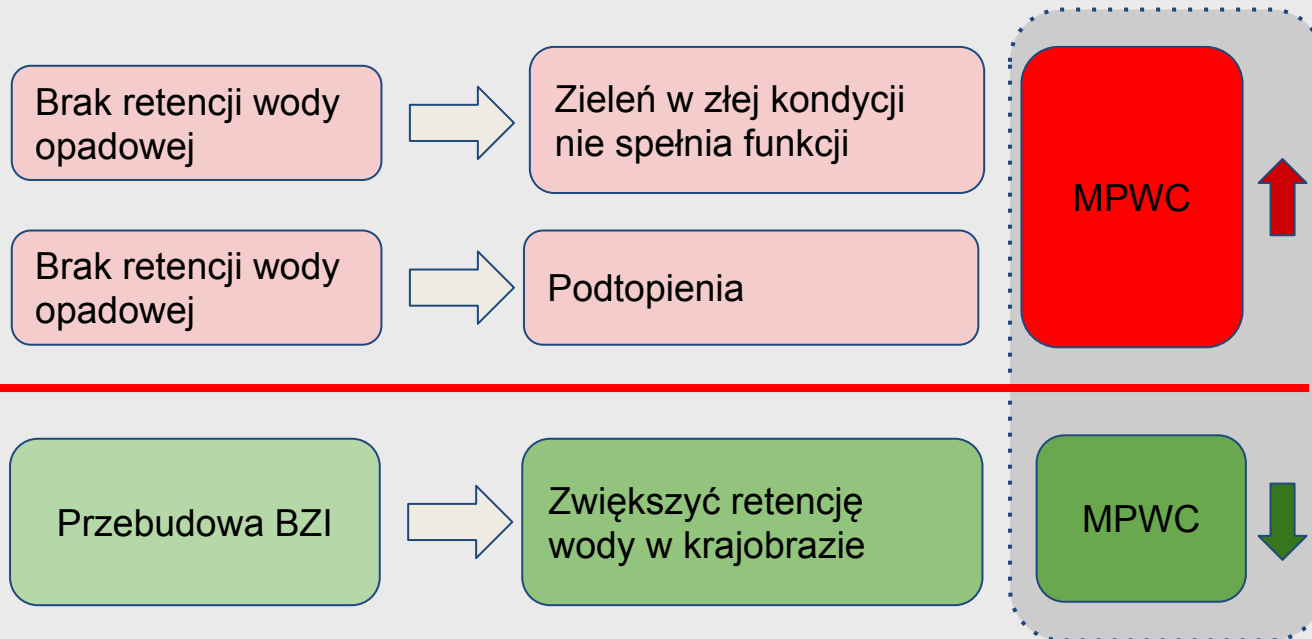 Brak retencji wody
opadowej
Zieleń w złej kondycji
nie spełnia funkcji
MPWC
Brak retencji wody
opadowej
Podtopienia
Przebudowa BZI
Zwiększyć retencję
wody w krajobrazie
MPWC